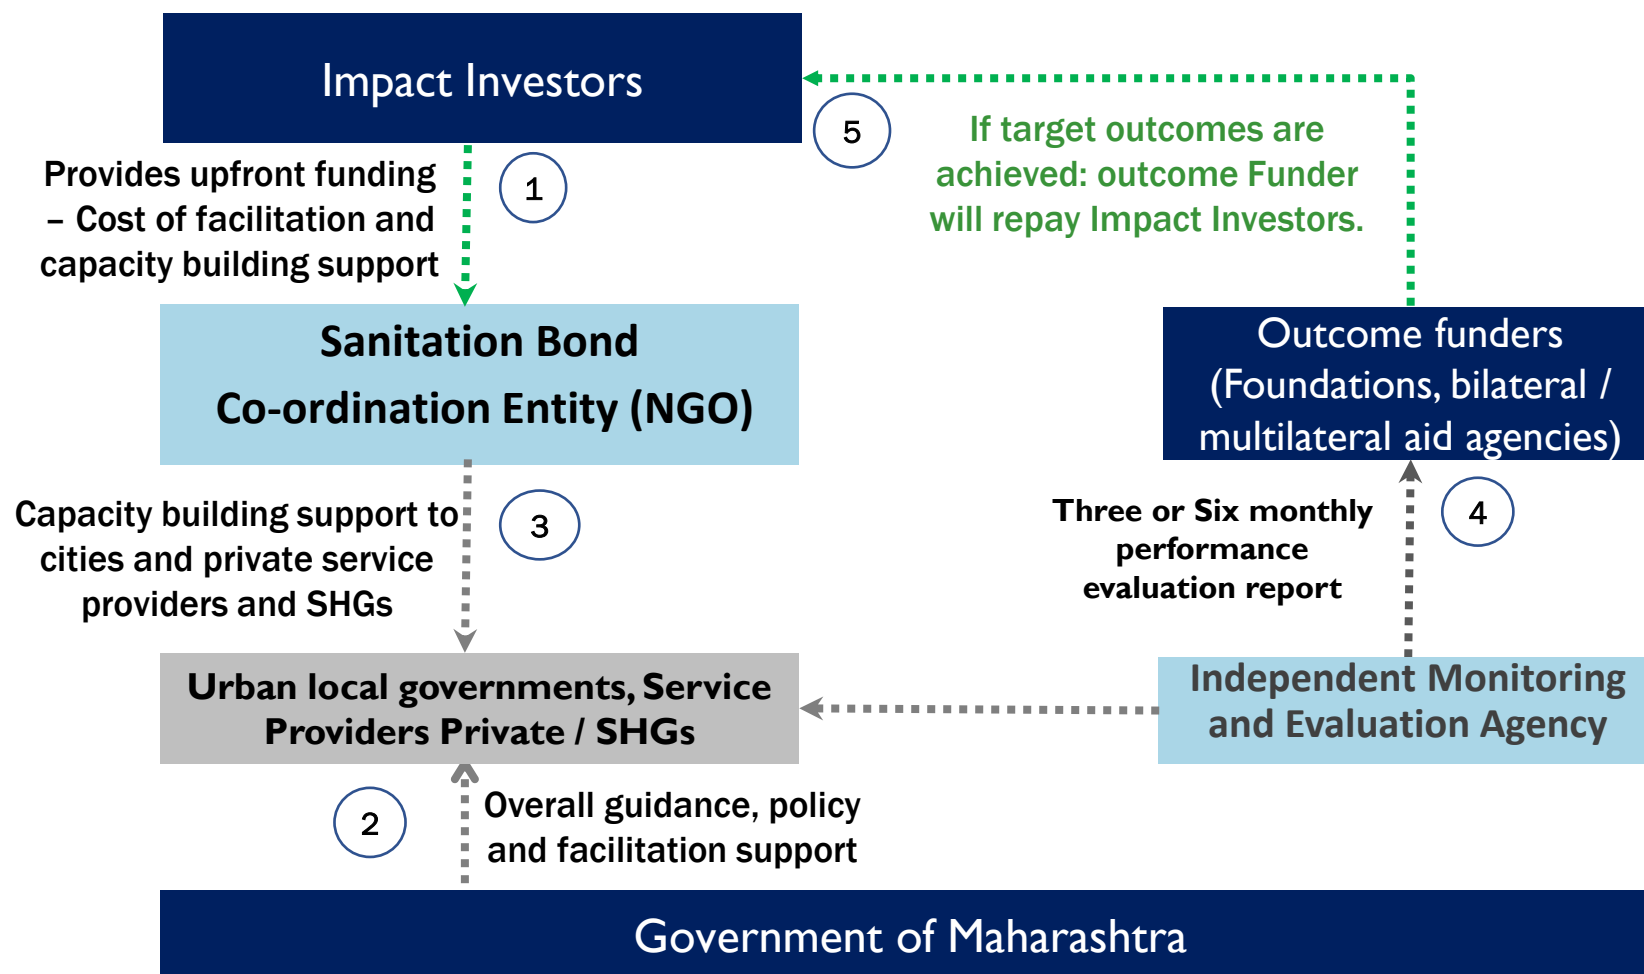 Impact Investors
1
Provides upfront funding
– Cost of facilitation and
capacity building support
5
If target outcomes are
achieved: outcome Funder
will repay Impact Investors.
Sanitation Bond
Co-ordination Entity (NGO)
Outcome funders
(Foundations, bilateral /
multilateral aid agencies)
3
Capacity building support to
cities and private service
providers and SHGs
Three or Six monthly
performance
evaluation report
4
Urban local governments, Service
Providers Private / SHGs
Independent Monitoring
and Evaluation Agency
2
Overall guidance, policy
and facilitation support
Government of Maharashtra